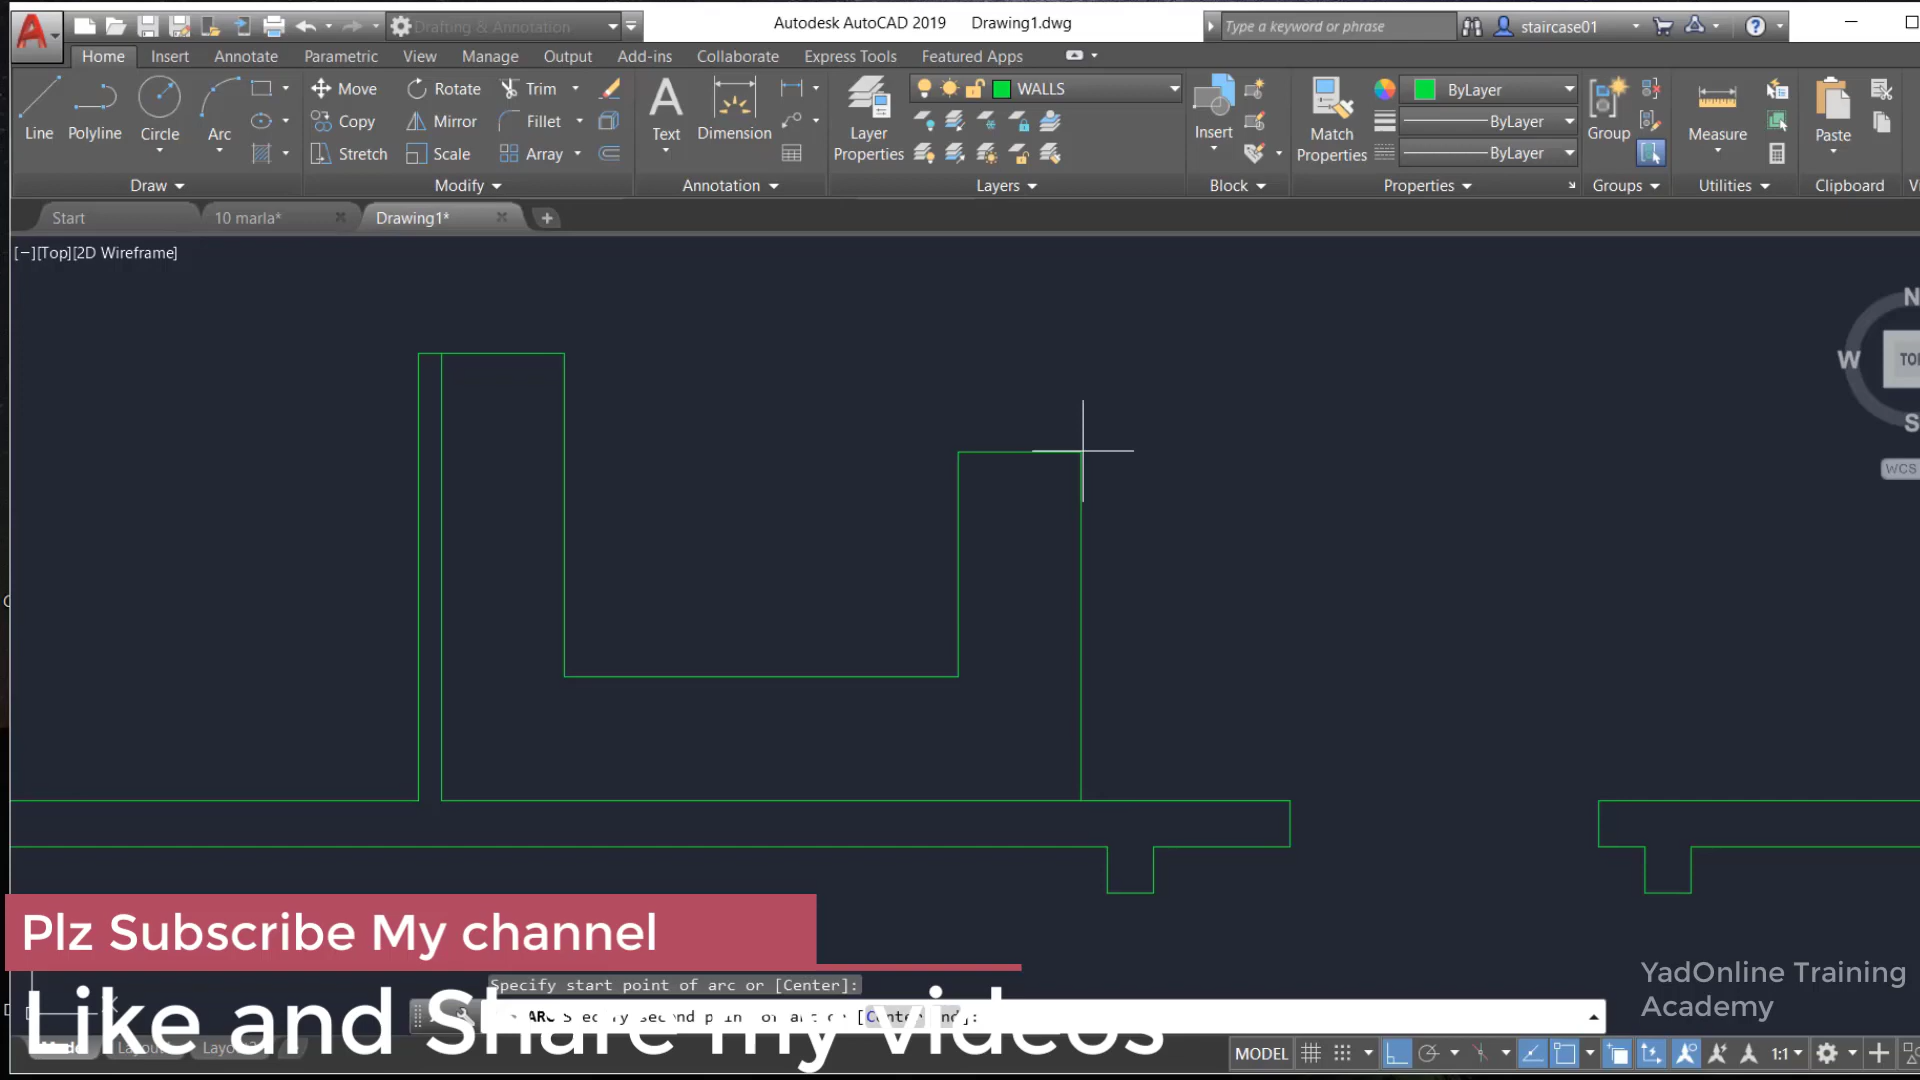 Drafting & Annotation
Autodesk AutoCAD 2019 Drawing1.dwg
Type a keyword or phrase
staircase01
Home Insert Annotate Parametric View Manage Output Add-ins Collaborate Express Tools Featured Apps
Line Polyline Circle Arc
Move Rotate Trim
Copy Mirror Fillet
Stretch Scale Array
Text Dimension
Layer Properties
WALLS
Insert
Match Properties
ByLayer
ByLayer
ByLayer
Group
Measure
Paste
Draw Modify Annotation Layers Block Properties Groups Utilities Clipboard
Start 10 marla* Drawing1*
[−][Top][2D Wireframe]
N
W
S
WCS
Plz Subscribe My channel
Specify start point of arc or [Center]:
Like and Share my videos
YadOnline Training
Academy
MODEL 1:1